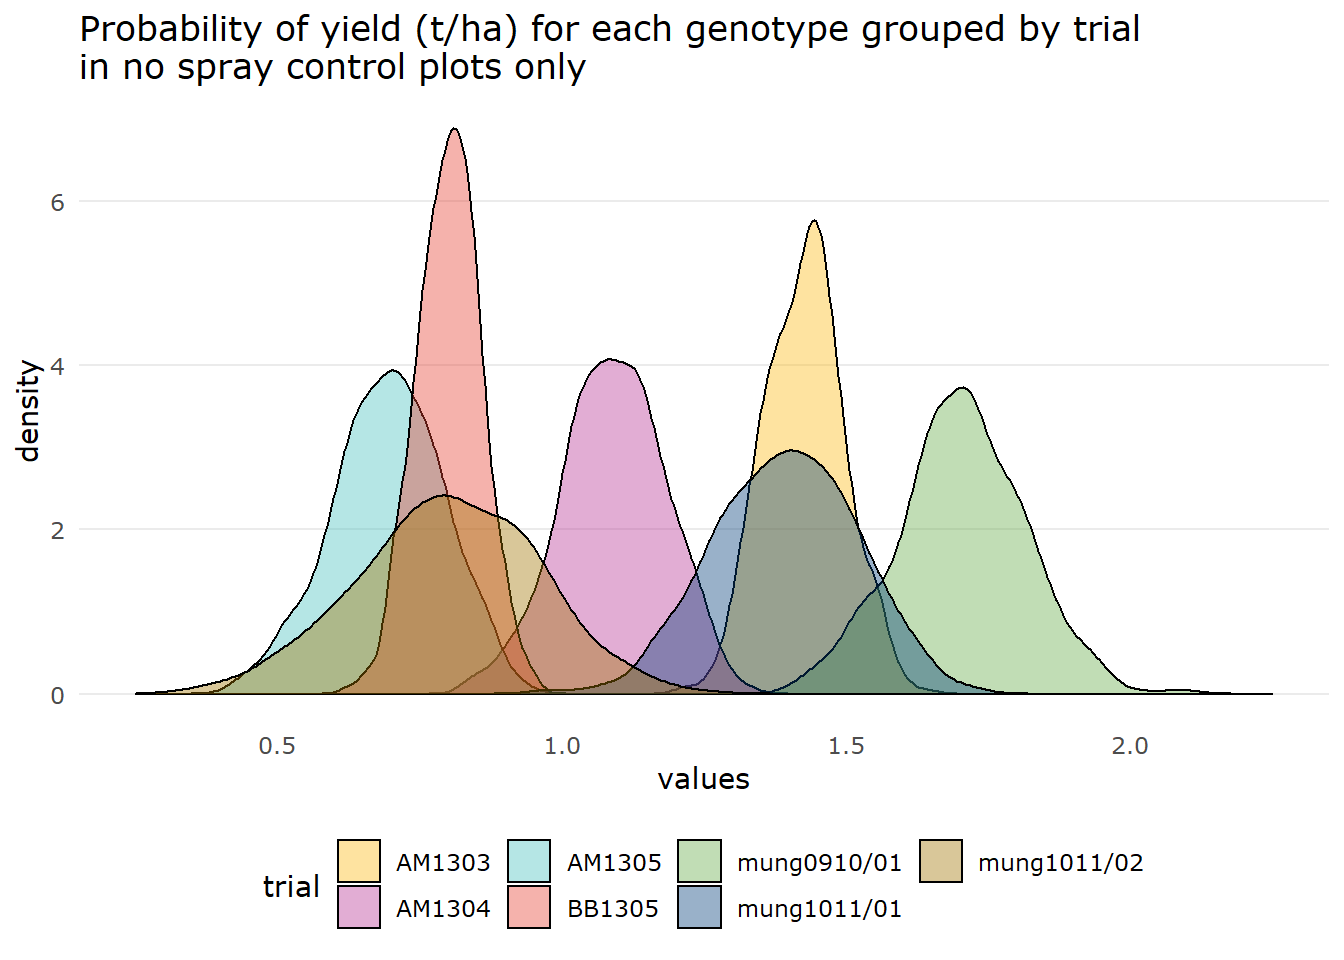 Probability of yield (t/ha) for each genotype grouped by trial
in no spray control plots only
density
6
4
2
0
0.5 1.0 1.5 2.0
values
trial
AM1303 AM1305 mung0910/01 mung1011/02
AM1304 BB1305 mung1011/01